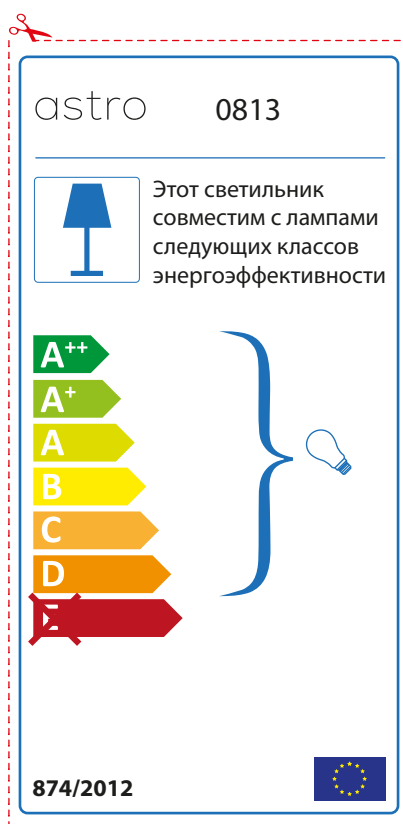 astro 0813
Этот светильник
совместим с лампами
следующих классов
энергоэффективности
A++
A+
A
B
C
D
E
874/2012